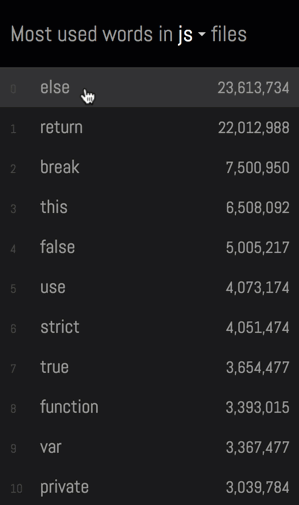 Most used words in js files
0 else 23,613,734
1 return 22,012,988
2 break 7,500,950
3 this 6,508,092
4 false 5,005,217
5 use 4,073,174
6 strict 4,051,474
7 true 3,654,477
8 function 3,393,015
9 var 3,367,477
10 private 3,039,784